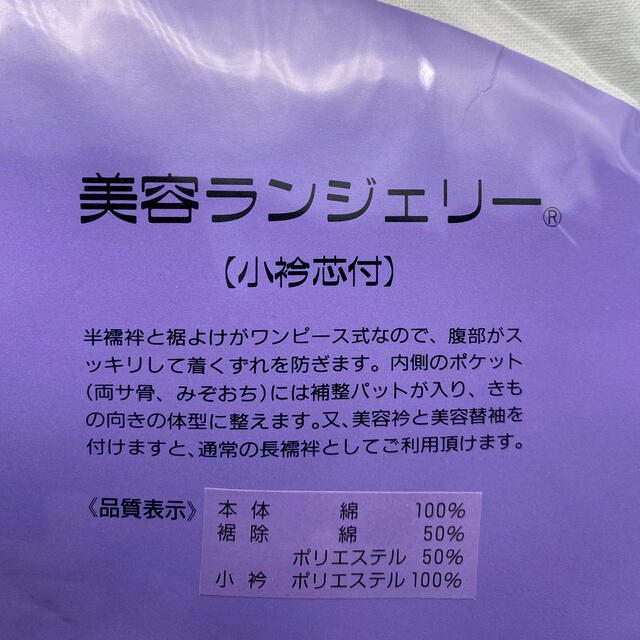 美容ランジェリー®
【小衿芯付】
半襦袢と裾よけがワンピース式なので、腹部がス
ッキリして着くずれを防ぎます。内側のポケット
(両サ骨、みぞおち)には補整パットが入り、きも
の向きの体型に整えます。又、美容衿と美容替袖を
付けますと、通常の長襦袢としてご利用頂けます。
《品質表示》 本体 綿 100%
裾除 綿 50%
ポリエステル 50%
小衿 ポリエステル 100%